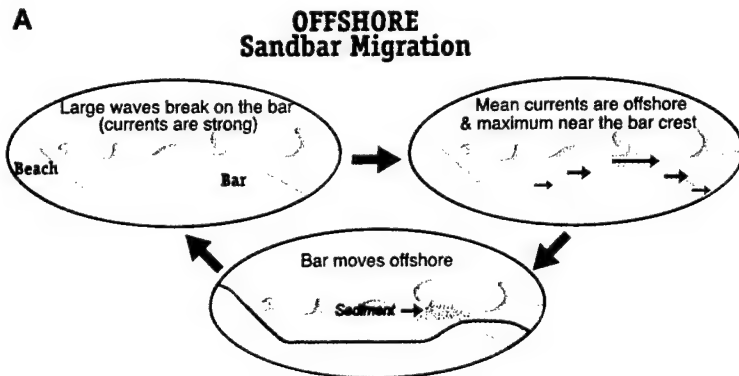 A
OFFSHORE
Sandbar Migration
Large waves break on the bar
(currents are strong)
Beach
Bar
Mean currents are offshore
& maximum near the bar crest
Bar moves offshore
Sediment